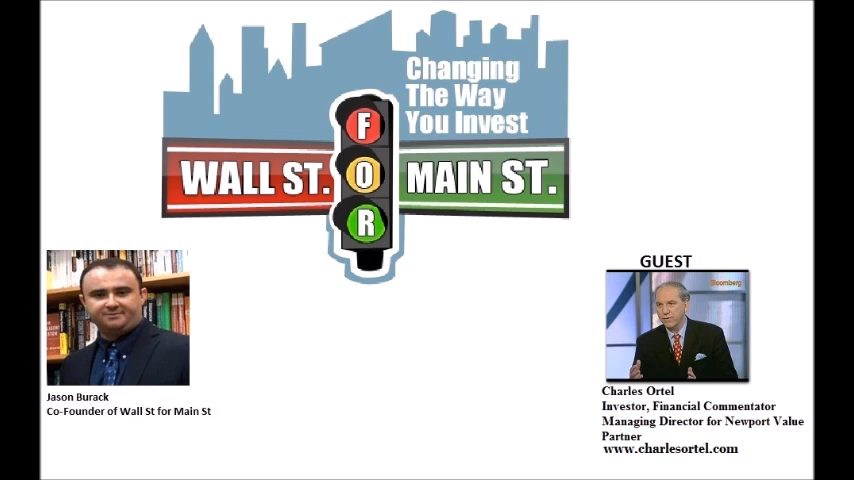 Changing
The Way
You Invest
WALL ST. FOR MAIN ST.
GUEST
Bloomberg
Jason Burack
Co-Founder of Wall St for Main St
Charles Ortel
Investor, Financial Commentator
Managing Director for Newport Value
Partner
www.charlesortel.com